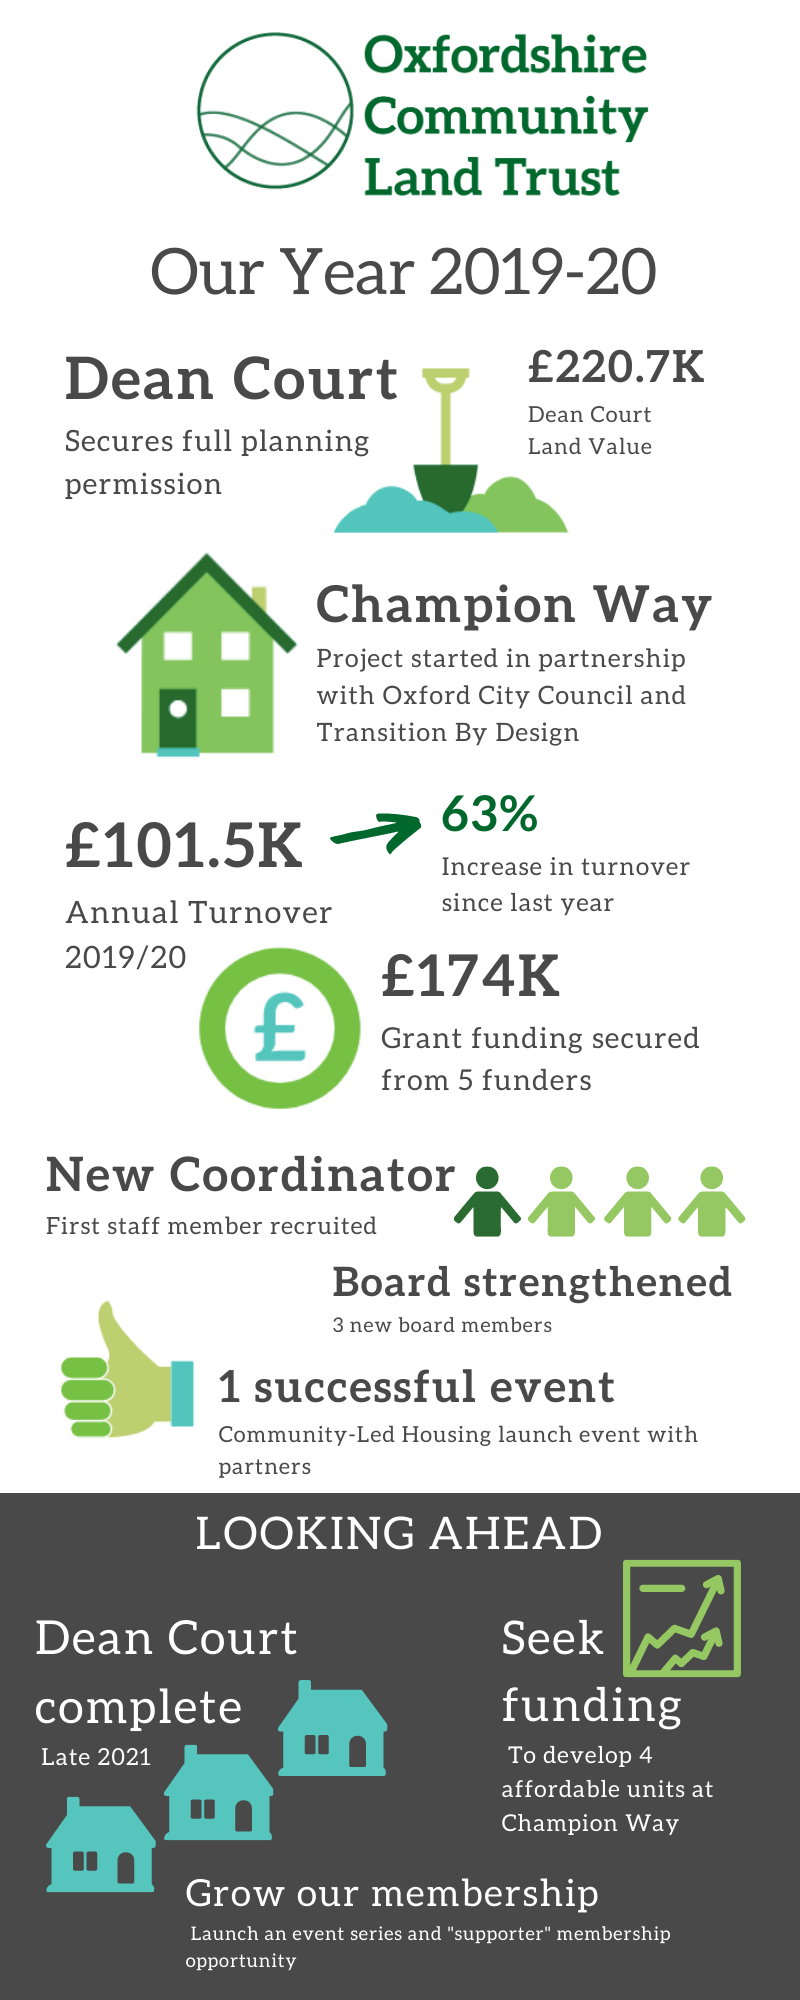 Oxfordshire
Community
Land Trust
Our Year 2019-20
Dean Court
Secures full planning
permission
£220.7K
Dean Court
Land Value
Champion Way
Project started in partnership
with Oxford City Council and
Transition By Design
£101.5K
Annual Turnover
2019/20
63%
Increase in turnover
since last year
£
£174K
Grant funding secured
from 5 funders
New Coordinator
First staff member recruited
Board strengthened
3 new board members
1 successful event
Community-Led Housing launch event with
partners
LOOKING AHEAD
Dean Court
complete
Late 2021
Seek
funding
To develop 4
affordable units at
Champion Way
Grow our membership
Launch an event series and "supporter" membership
opportunity